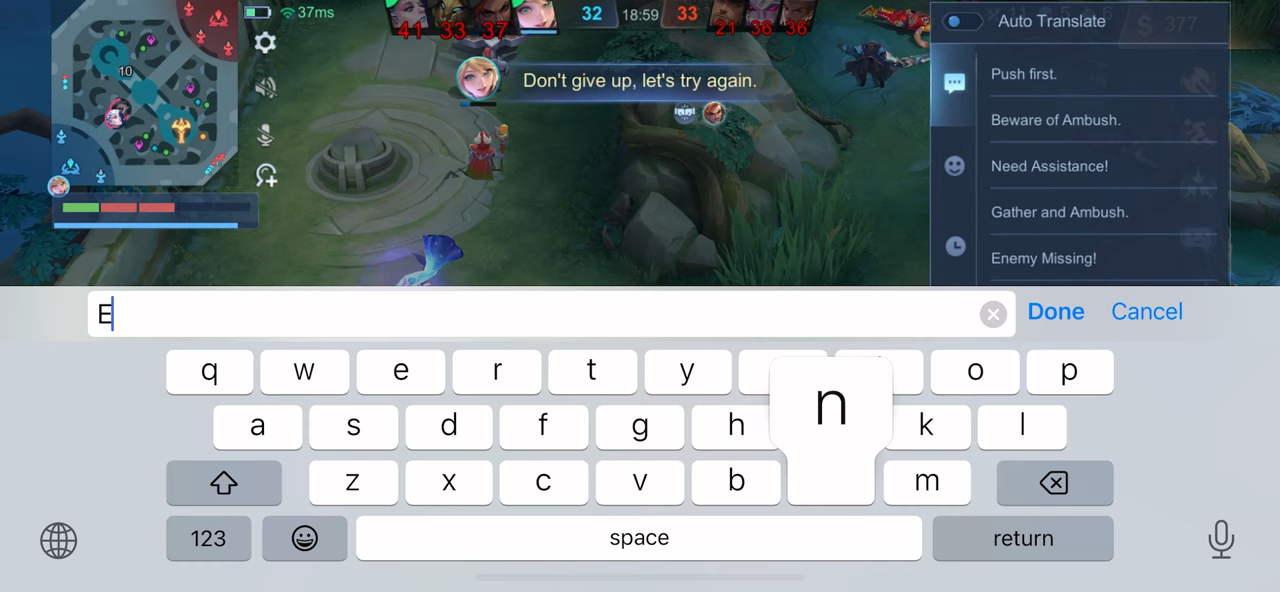 37ms
32 18:59 33
41 33 37 21 36 36
10
Don't give up, let's try again.
Auto Translate
$ 377
Push first.
Beware of Ambush.
Need Assistance!
Gather and Ambush.
Enemy Missing!
E
Done Cancel
q w e r t y o p
a s d f g h n k l
z x c v b m
123 space return